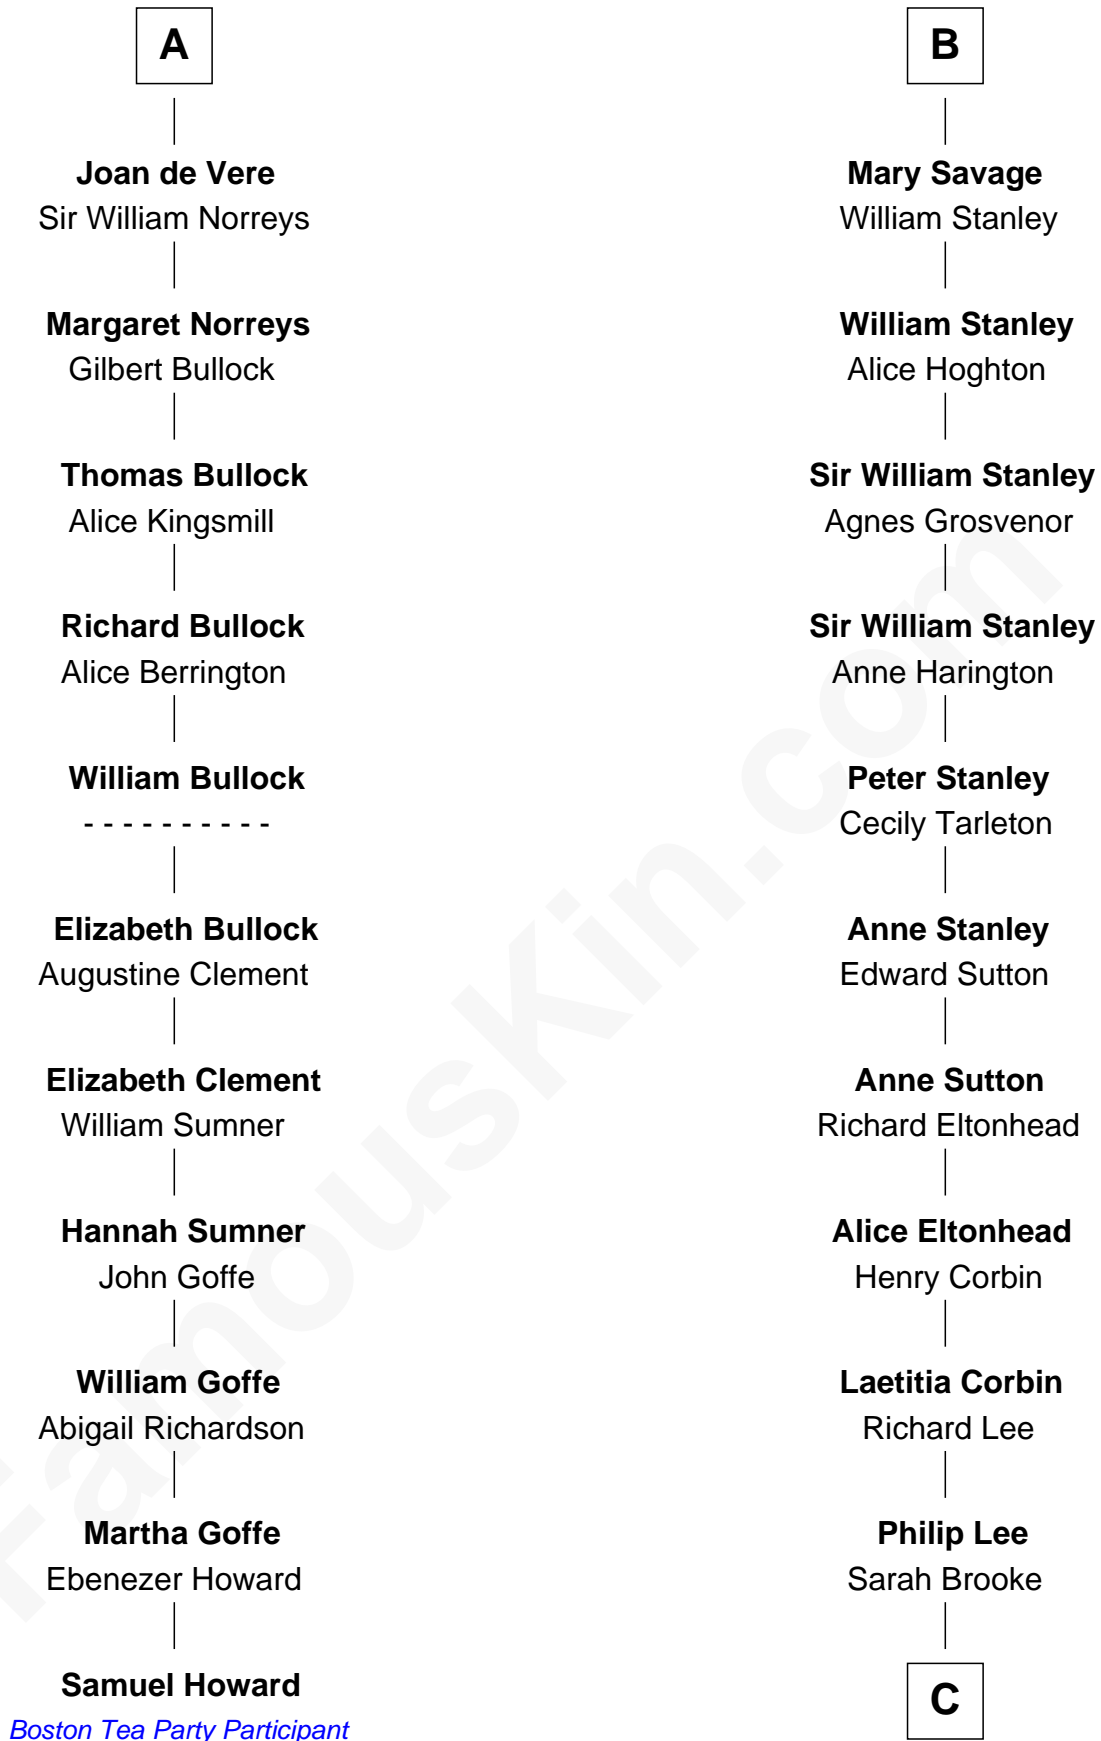 A
Joan de Vere
Sir William Norreys
Margaret Norreys
Gilbert Bullock
Thomas Bullock
Alice Kingsmill
Richard Bullock
Alice Berrington
William Bullock
- - - - - - - - - -
Elizabeth Bullock
Augustine Clement
Elizabeth Clement
William Sumner
Hannah Sumner
John Goffe
William Goffe
Abigail Richardson
Martha Goffe
Ebenezer Howard
Samuel Howard
Boston Tea Party Participant
B
Mary Savage
William Stanley
William Stanley
Alice Hoghton
Sir William Stanley
Agnes Grosvenor
Sir William Stanley
Anne Harington
Peter Stanley
Cecily Tarleton
Anne Stanley
Edward Sutton
Anne Sutton
Richard Eltonhead
Alice Eltonhead
Henry Corbin
Laetitia Corbin
Richard Lee
Philip Lee
Sarah Brooke
C
FamousKin.com